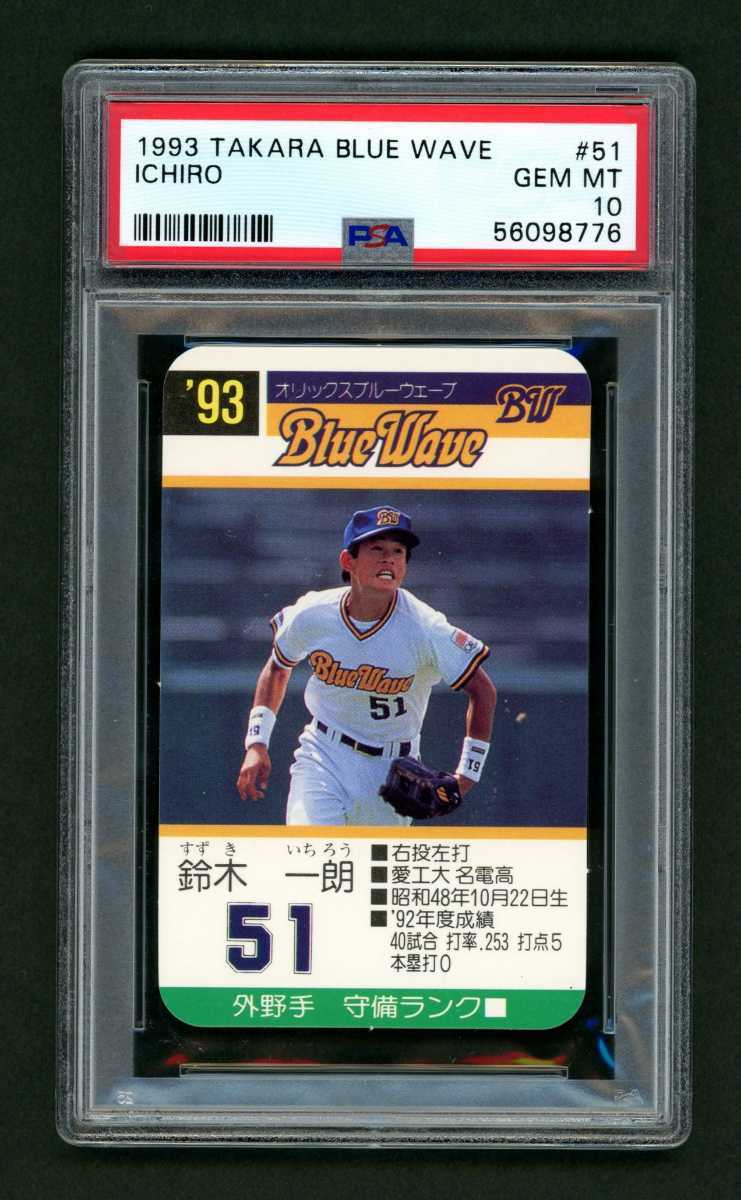 1993 TAKARA BLUE WAVE #51
ICHIRO GEM MT
10
PSA 56098776
'93 オリックスブルーウェーブ BW
Blue Wave
BW
Blue Wave
51
51
51
すず き いち ろう
鈴木 一朗
51
■右投左打
■愛工大 名電高
■昭和48年10月22日生
■'92年度成績
40試合 打率.253 打点5
本塁打0
外野手 守備ランク□